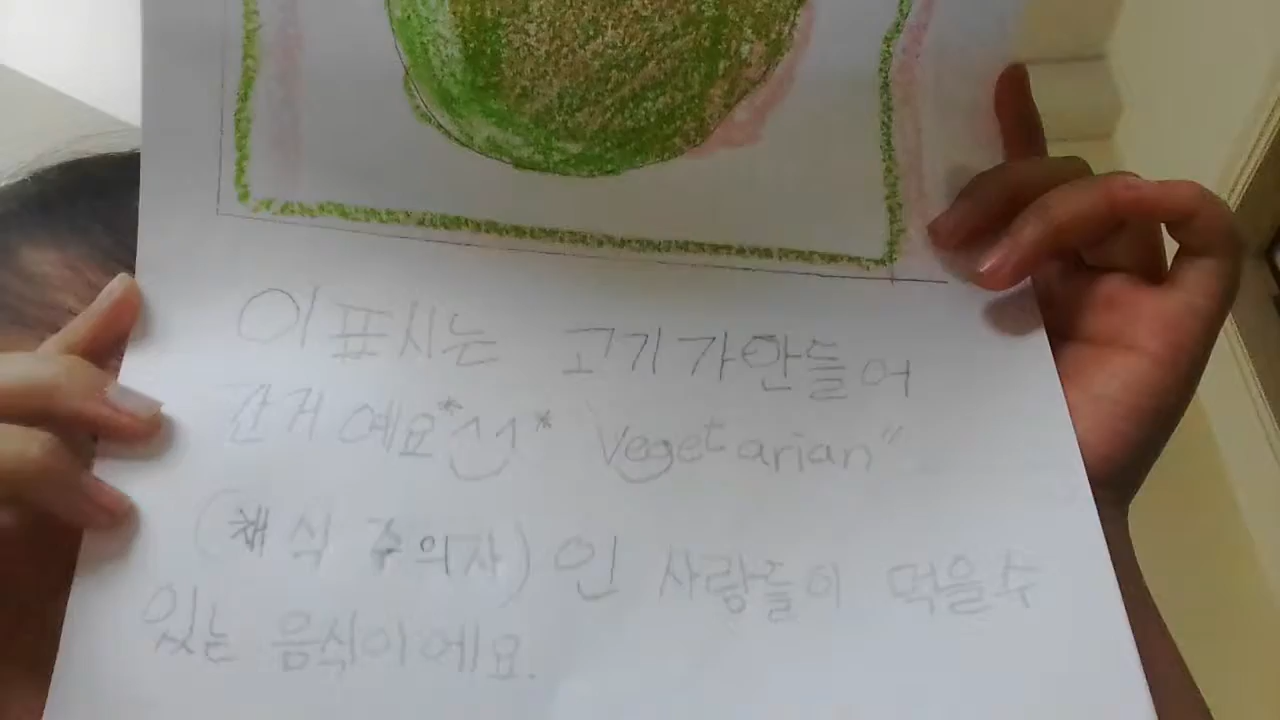 이 표시는 고기가 안들어
간거예요*^^* Vegetarian"
(채식주의자)인 사랑들이 먹을수
있는 음식이에요.